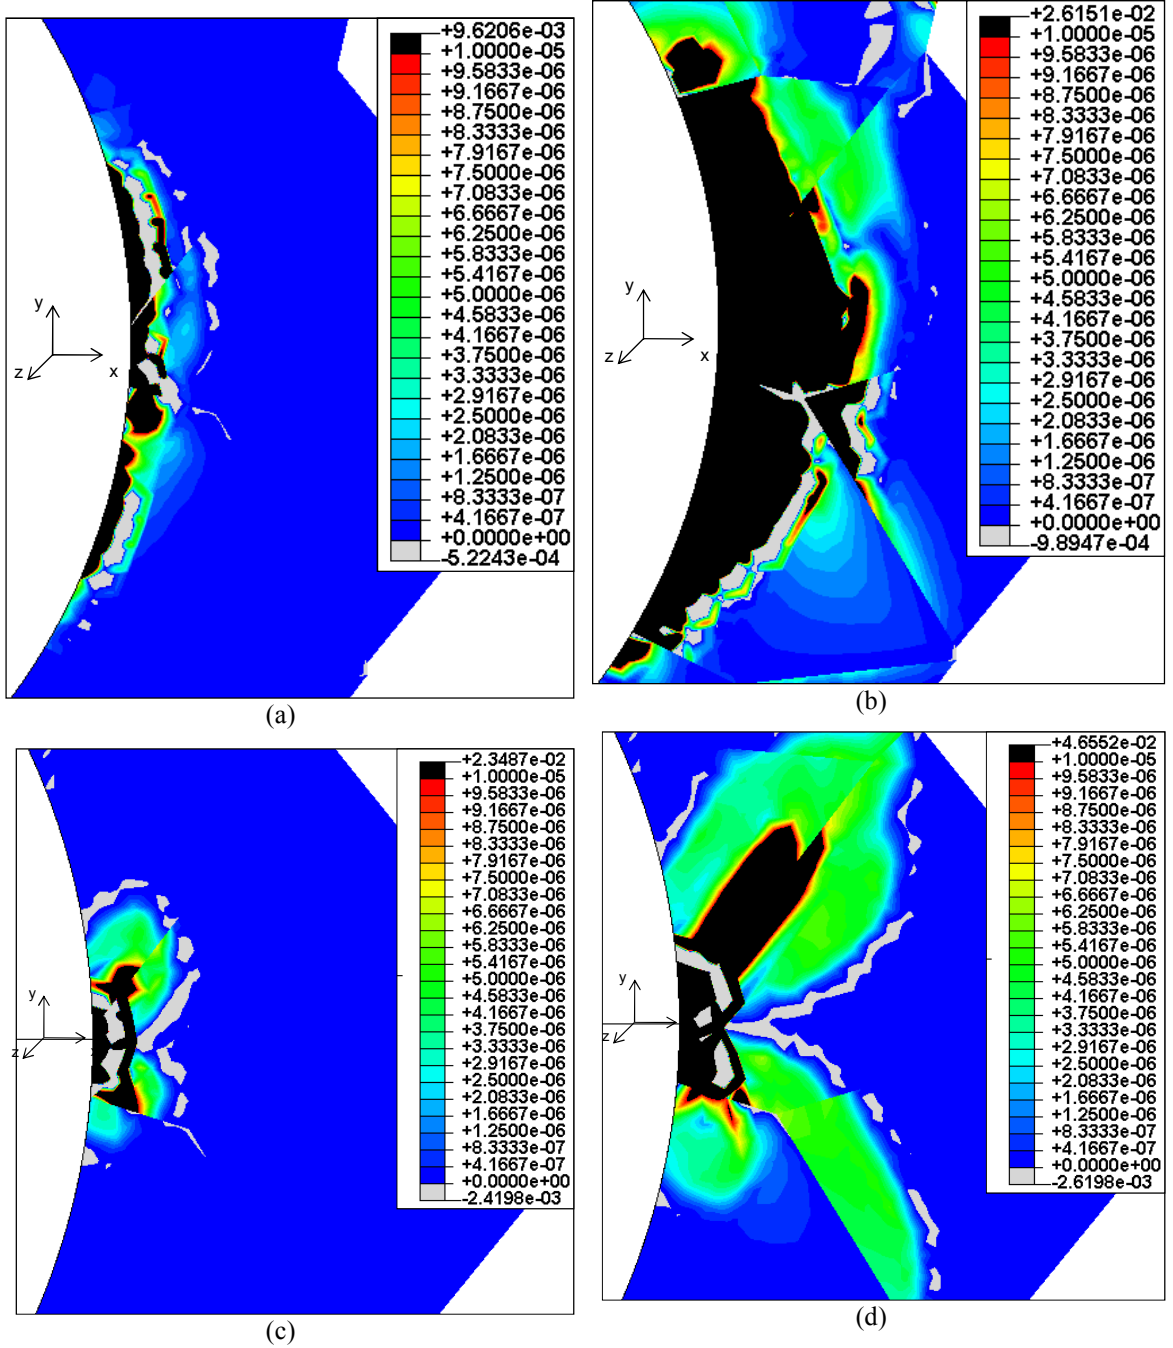 +9.6206e-03
+1.0000e-05
+9.5833e-06
+9.1667e-06
+8.7500e-06
+8.3333e-06
+7.9167e-06
+7.5000e-06
+7.0833e-06
+6.6667e-06
+6.2500e-06
+5.8333e-06
+5.4167e-06
+5.0000e-06
+4.5833e-06
+4.1667e-06
+3.7500e-06
+3.3333e-06
+2.9167e-06
+2.5000e-06
+2.0833e-06
+1.6667e-06
+1.2500e-06
+8.3333e-07
+4.1667e-07
+0.0000e+00
-5.2243e-04
y
z
x
(a)
+2.6151e-02
+1.0000e-05
+9.5833e-06
+9.1667e-06
+8.7500e-06
+8.3333e-06
+7.9167e-06
+7.5000e-06
+7.0833e-06
+6.6667e-06
+6.2500e-06
+5.8333e-06
+5.4167e-06
+5.0000e-06
+4.5833e-06
+4.1667e-06
+3.7500e-06
+3.3333e-06
+2.9167e-06
+2.5000e-06
+2.0833e-06
+1.6667e-06
+1.2500e-06
+8.3333e-07
+4.1667e-07
+0.0000e+00
-9.8947e-04
y
z
x
(b)
+2.3487e-02
+1.0000e-05
+9.5833e-06
+9.1667e-06
+8.7500e-06
+8.3333e-06
+7.9167e-06
+7.5000e-06
+7.0833e-06
+6.6667e-06
+6.2500e-06
+5.8333e-06
+5.4167e-06
+5.0000e-06
+4.5833e-06
+4.1667e-06
+3.7500e-06
+3.3333e-06
+2.9167e-06
+2.5000e-06
+2.0833e-06
+1.6667e-06
+1.2500e-06
+8.3333e-07
+4.1667e-07
+0.0000e+00
-2.4198e-03
y
z
x
(c)
+4.6552e-02
+1.0000e-05
+9.5833e-06
+9.1667e-06
+8.7500e-06
+8.3333e-06
+7.9167e-06
+7.5000e-06
+7.0833e-06
+6.6667e-06
+6.2500e-06
+5.8333e-06
+5.4167e-06
+5.0000e-06
+4.5833e-06
+4.1667e-06
+3.7500e-06
+3.3333e-06
+2.9167e-06
+2.5000e-06
+2.0833e-06
+1.6667e-06
+1.2500e-06
+8.3333e-07
+4.1667e-07
+0.0000e+00
-2.6198e-03
y
z
x
(d)